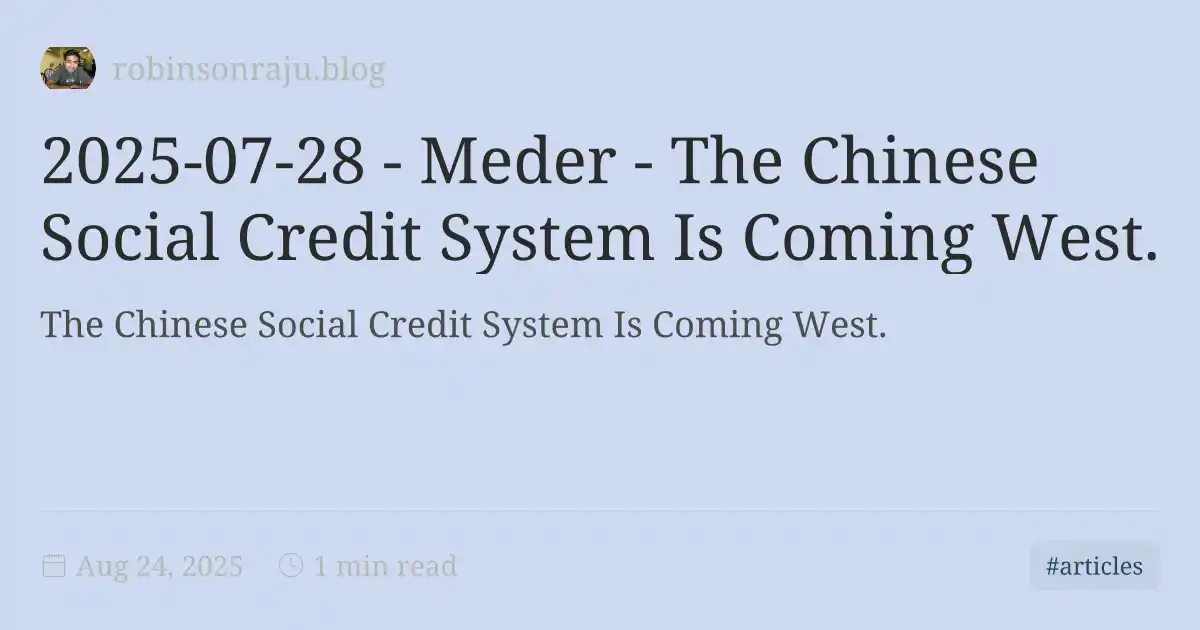 robinsonraju.blog
2025-07-28 - Meder - The Chinese
Social Credit System Is Coming West.
The Chinese Social Credit System Is Coming West.
Aug 24, 2025 1 min read
#articles